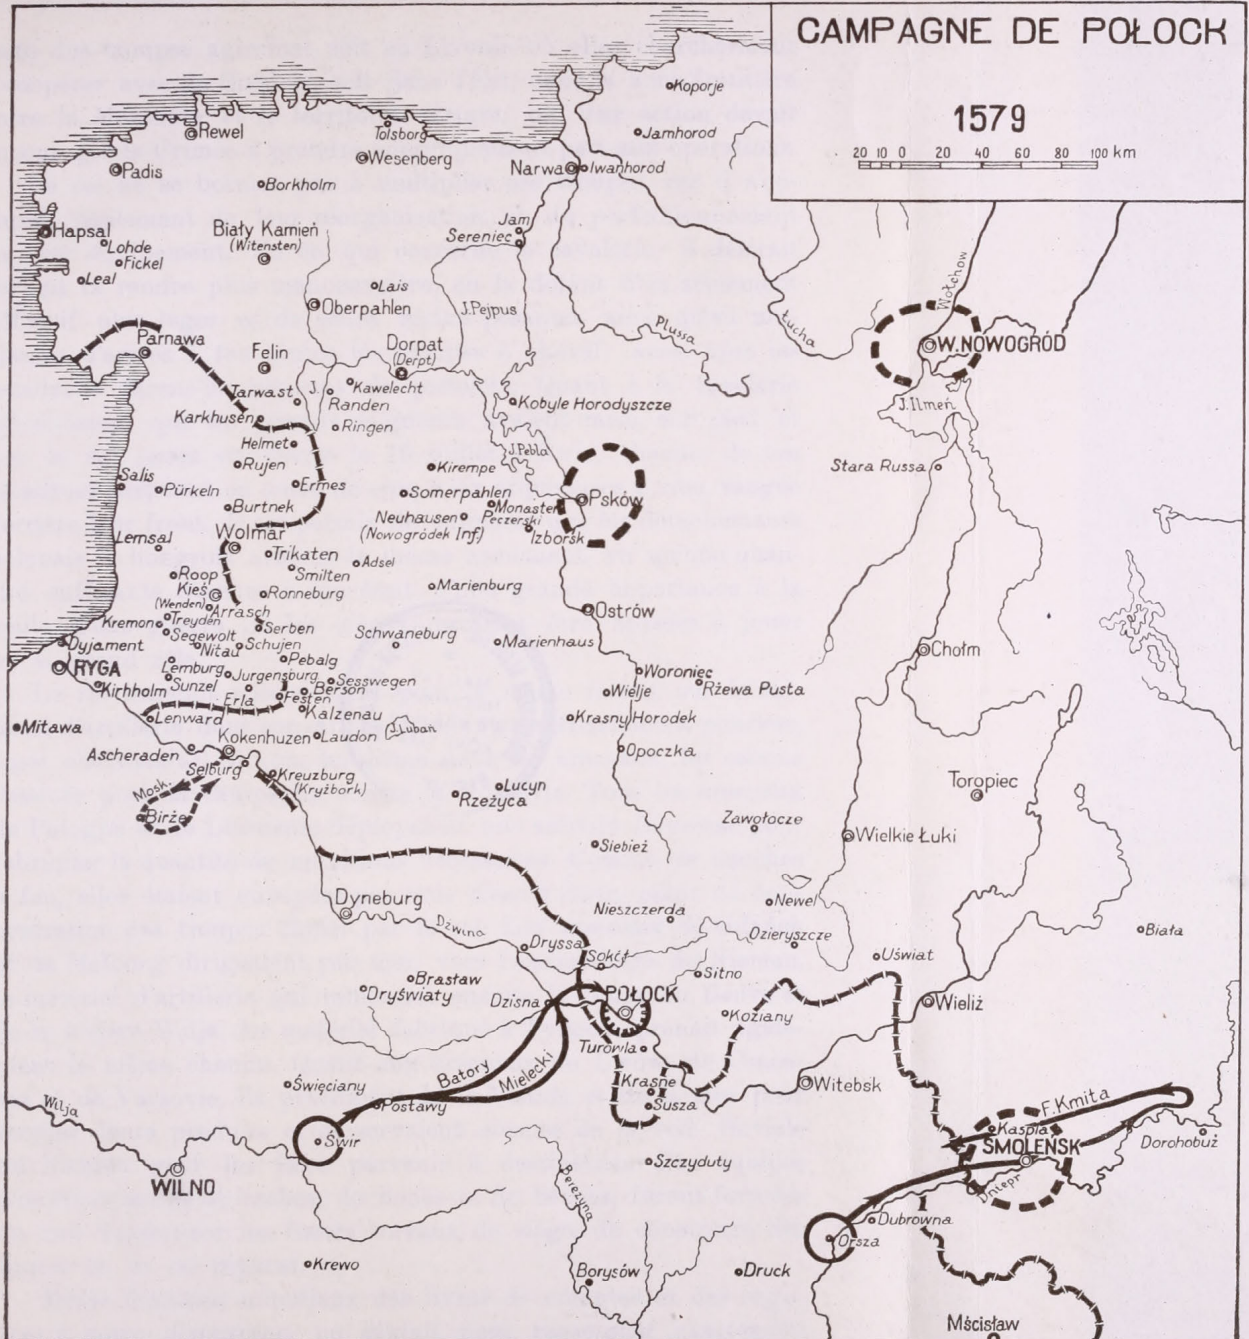 CAMPAGNE DE POŁOCK
1579
20 10 0 20 40 60 80 100 km
Koporje
Jamhorod
Rewel
Tolsborg
Wesenberg
Padis
Borkholm
Narwa
Iwanhorod
Hapsal
Lohde
Fickel
Leal
Biały Kamień
(Witensten)
Jam
Sereniec
Lais
Oberpahlen
J.Pejpus
Plussa
Łucha
Wołchow
W.NOWOGRÓD
J.Ilmeń
Parnawa
Felin
Dorpat
(Derpt)
Tarwast
J.
Kawelecht
Randen
Karkhusen
Ringen
Kobyle Horodyszcze
Helmet
J.Pskla
Rujen
Kirempe
Stara Russa
Salis
Pürkeln
Ermes
Somerpahlen
Psków
Burtnek
Monaster
Peczerski
Neuhausen
(Nowogródek Inf)
Izborsk
Lemsal
Wolmar
Trikaten
Adsel
Smilten
Roop
Kieś
(Wenden)
Ronneburg
Marienburg
Arrasch
Ostrów
Kremon
Treyden
Serben
Segewolt
Schwaneburg
Dyjament
Nitau
Schujen
Marienhaus
Chołm
RYGA
Lemburg
Pebalg
Woroniec
Jurgensburg
Sesswegen
Rżewa Pusta
Kirhholm
Sunzel
Berson
Wielje
Erla
Festen
Lenward
Kalzenau
Krasny Horodek
Mitawa
Laudon
(J.Luban
Ascheraden
Kokenhuzen
Opoczka
Selburg
Kreuzburg
(Kryżbork)
Toropiec
Mosk.
Lucyn
Rzeżyca
Birże
Zawołocze
Wielkie Łuki
Siebież
Newel
Dyneburg
Nieszczerda
Dzwina
Ozieryszcze
Biała
Dryssa
Sokół
Uświat
Sitno
Brasław
Dryświaty
Dzisna
POŁOCK
Koziany
Wieliż
Turowla
Batory
Mielecki
Święciany
Krasne
Witebsk
Susza
Postawy
Wilja
F.Kmita
Kaspla
Świr
SMOLEŃSK
Dorohobuż
WILNO
Szczyduty
Dniepr
Berezyna
Dubrowna
Orsza
Krewo
Borysów
Druck
Mścisław